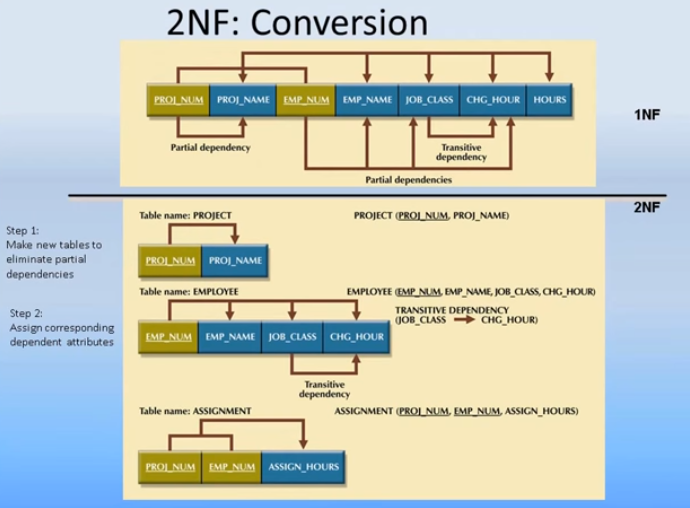 2NF: Conversion
PROJ_NUM PROJ_NAME EMP_NUM EMP_NAME JOB_CLASS CHG_HOUR HOURS
1NF
Partial dependency
Transitive
dependency
Partial dependencies
2NF
Step 1:
Make new tables to
eliminate partial
dependencies
Table name: PROJECT
PROJECT (PROJ_NUM, PROJ_NAME)
PROJ_NUM PROJ_NAME
Step 2:
Assign corresponding
dependent attributes
Table name: EMPLOYEE
EMPLOYEE (EMP_NUM, EMP_NAME, JOB_CLASS, CHG_HOUR)
TRANSITIVE DEPENDENCY
(JOB_CLASS CHG_HOUR)
EMP_NUM EMP_NAME JOB_CLASS CHG_HOUR
Transitive
dependency
Table name: ASSIGNMENT
ASSIGNMENT (PROJ_NUM, EMP_NUM, ASSIGN_HOURS)
PROJ_NUM EMP_NUM ASSIGN_HOURS